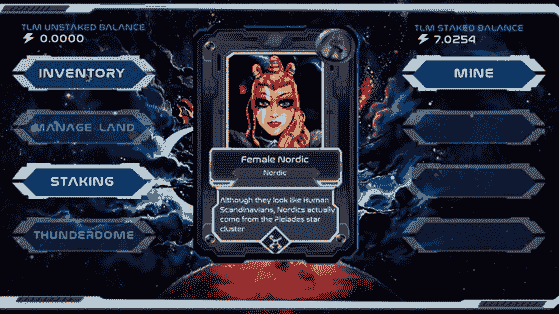 TLM UNSTAKED BALANCE
0.0000
INVENTORY
MANAGE LAND
STAKING
THUNDERDOME
Female Nordic
Nordic
Although they look like Human
Scandinavians, Nordics actually
come from the Pleiades star
cluster
TLM STAKED BALANCE
7.0254
MINE